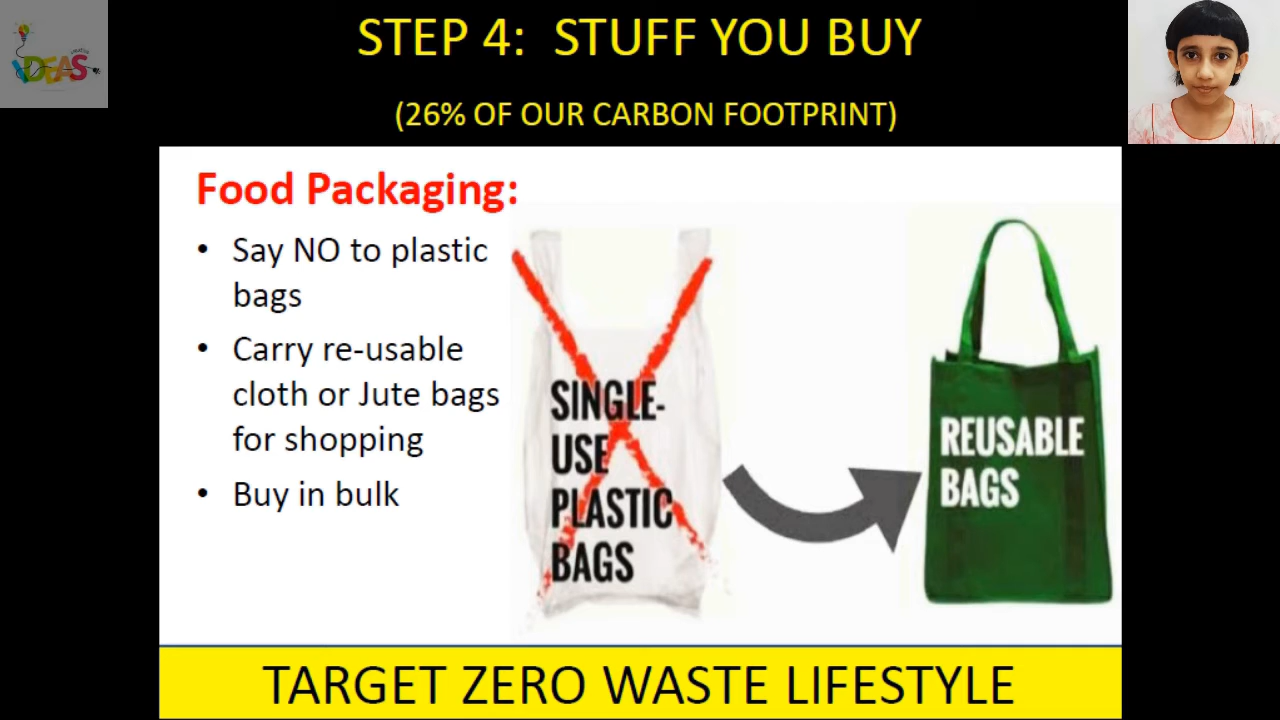 creative
IDEAS
STEP 4: STUFF YOU BUY
(26% OF OUR CARBON FOOTPRINT)
Food Packaging:
• Say NO to plastic
bags
• Carry re-usable
cloth or Jute bags
for shopping
• Buy in bulk
SINGLE-
USE
PLASTIC
BAGS
REUSABLE
BAGS
TARGET ZERO WASTE LIFESTYLE